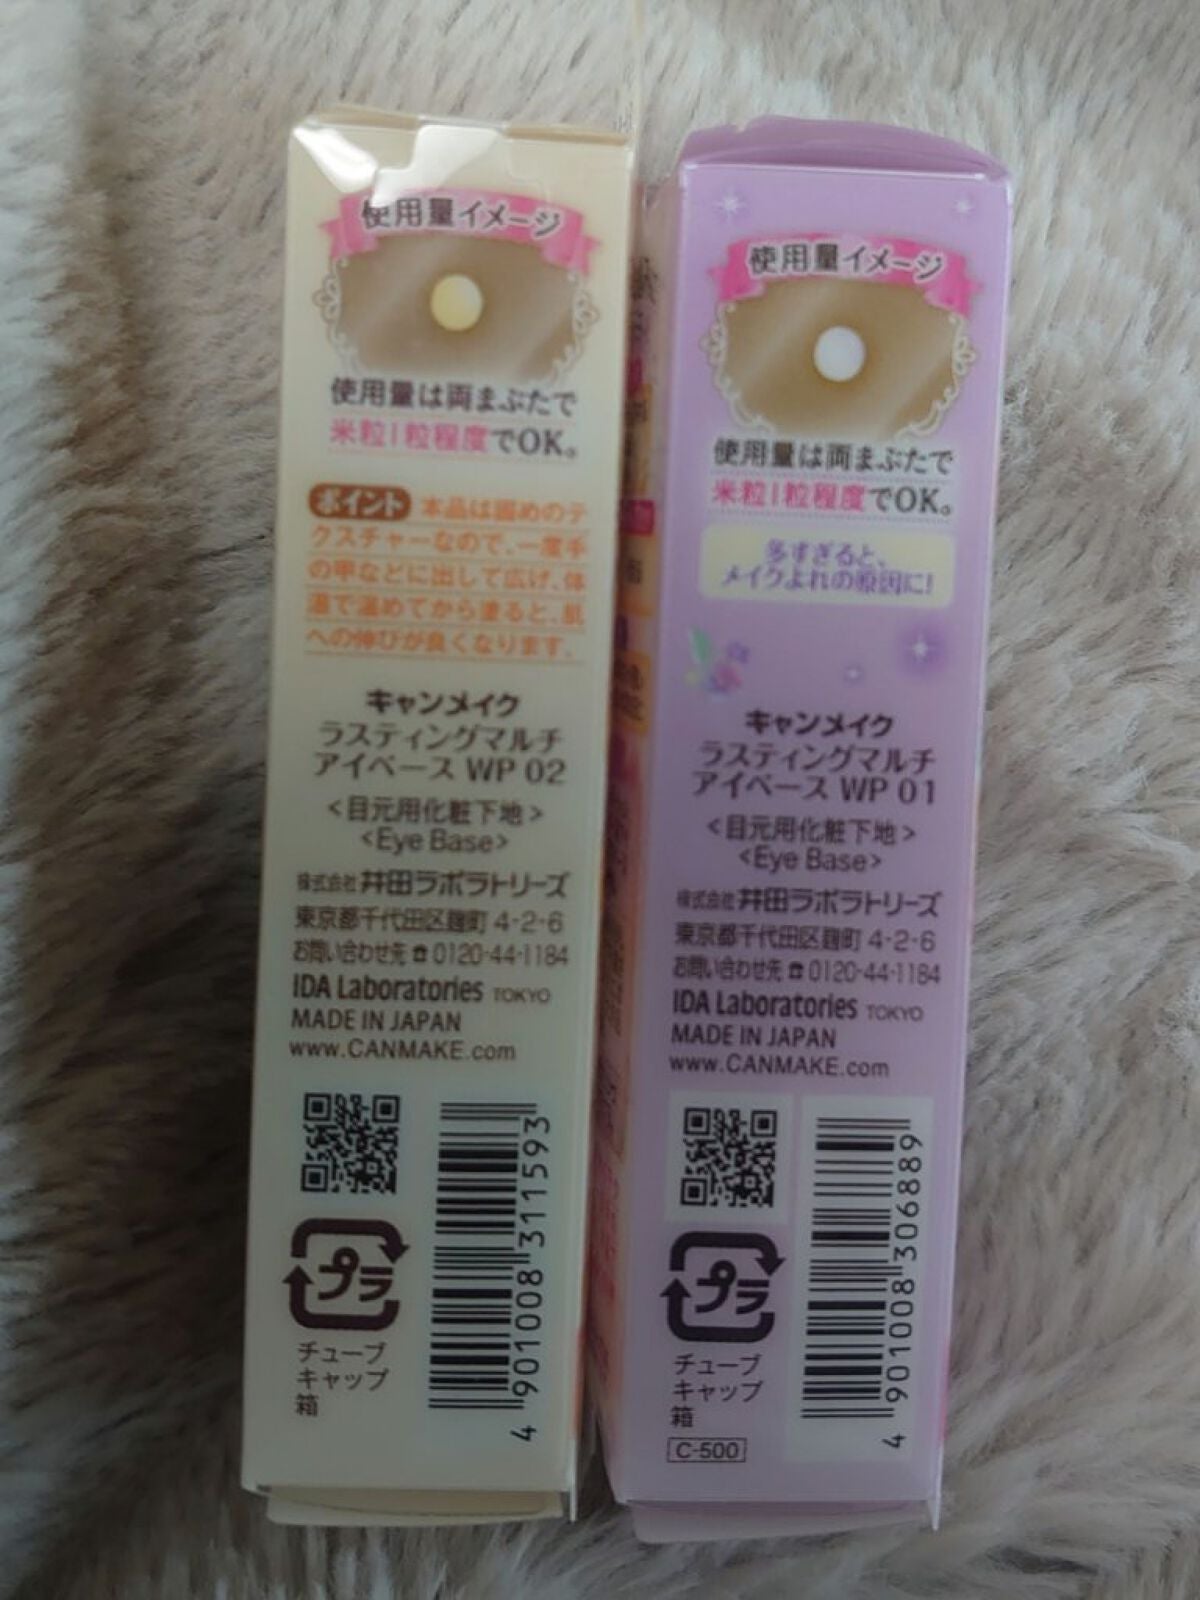 使用量イメージ
使用量は両まぶたで
米粒1粒程度でOK。
ポイント 本品は固めのテ
クスチャーなので、一度手
の甲などに出して広げ、体
温で温めてから塗ると、肌
への伸びが良くなります。
キャンメイク
ラスティングマルチ
アイベース WP 02
<目元用化粧下地>
<Eye Base>
株式会社 井田ラボラトリーズ
東京都千代田区麹町 4-2-6
お問い合わせ先 ☎ 0120-44-1184
IDA Laboratories TOKYO
MADE IN JAPAN
www.CANMAKE.com
4 901008 311593
プラ
チューブ
キャップ
箱
使用量イメージ
使用量は両まぶたで
米粒1粒程度でOK。
多すぎると、
メイクよれの原因に!
キャンメイク
ラスティングマルチ
アイベース WP 01
<目元用化粧下地>
<Eye Base>
株式会社 井田ラボラトリーズ
東京都千代田区麹町 4-2-6
お問い合わせ先 ☎ 0120-44-1184
IDA Laboratories TOKYO
MADE IN JAPAN
www.CANMAKE.com
4 901008 306889
プラ
チューブ
キャップ
箱
C-500